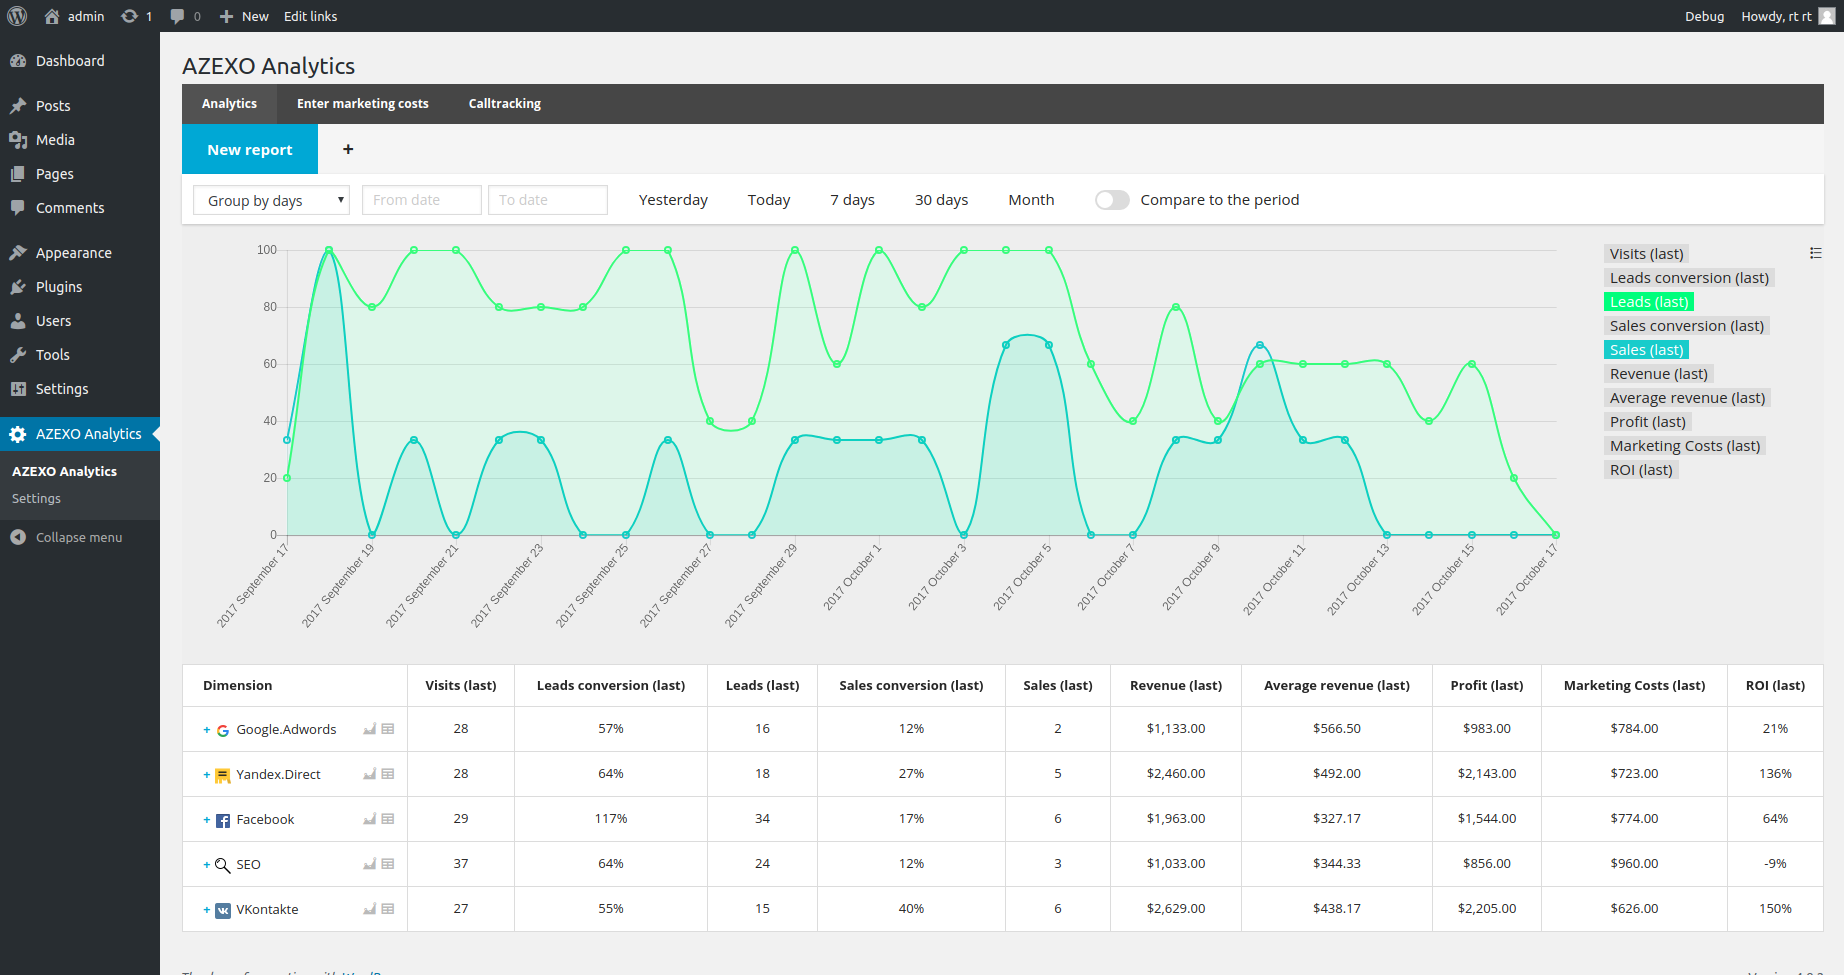 admin 1 0 New Edit links Debug Howdy, rt rt
Dashboard
Posts
Media
Pages
Comments
Appearance
Plugins
Users
Tools
Settings
AZEXO Analytics
AZEXO Analytics
Settings
Collapse menu
AZEXO Analytics
Analytics Enter marketing costs Calltracking
New report +
Group by days From date To date Yesterday Today 7 days 30 days Month Compare to the period
100
80
60
40
20
0
2017 September 17
2017 September 19
2017 September 21
2017 September 23
2017 September 25
2017 September 27
2017 September 29
2017 October 1
2017 October 3
2017 October 5
2017 October 7
2017 October 9
2017 October 11
2017 October 13
2017 October 15
2017 October 17
Visits (last)
Leads conversion (last)
Leads (last)
Sales conversion (last)
Sales (last)
Revenue (last)
Average revenue (last)
Profit (last)
Marketing Costs (last)
ROI (last)
Dimension Visits (last) Leads conversion (last) Leads (last) Sales conversion (last) Sales (last) Revenue (last) Average revenue (last) Profit (last) Marketing Costs (last) ROI (last)
+ Google.Adwords 28 57% 16 12% 2 $1,133.00 $566.50 $983.00 $784.00 21%
+ Yandex.Direct 28 64% 18 27% 5 $2,460.00 $492.00 $2,143.00 $723.00 136%
+ Facebook 29 117% 34 17% 6 $1,963.00 $327.17 $1,544.00 $774.00 64%
+ SEO 37 64% 24 12% 3 $1,033.00 $344.33 $856.00 $960.00 -9%
+ VKontakte 27 55% 15 40% 6 $2,629.00 $438.17 $2,205.00 $626.00 150%